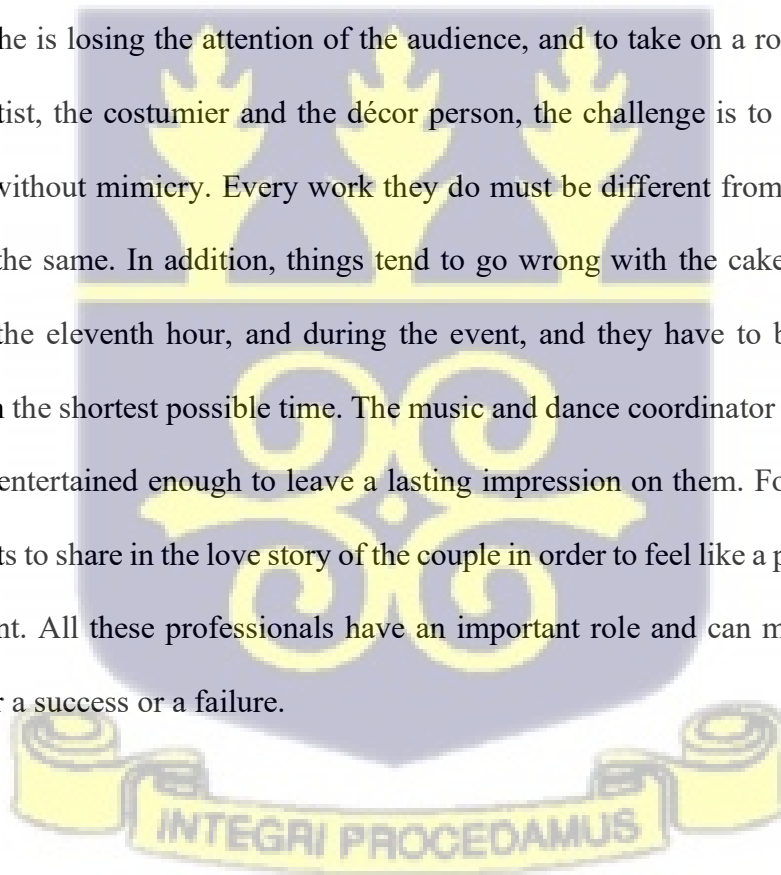 he is losing the attention of the audience, and to take on a ro
tist, the costumier and the décor person, the challenge is to
without mimicry. Every work they do must be different from
the same. In addition, things tend to go wrong with the cake
the eleventh hour, and during the event, and they have to b
n the shortest possible time. The music and dance coordinator
entertained enough to leave a lasting impression on them. Fo
ts to share in the love story of the couple in order to feel like a p
nt. All these professionals have an important role and can m
r a success or a failure.
INTEGRI PROCEDAMUS